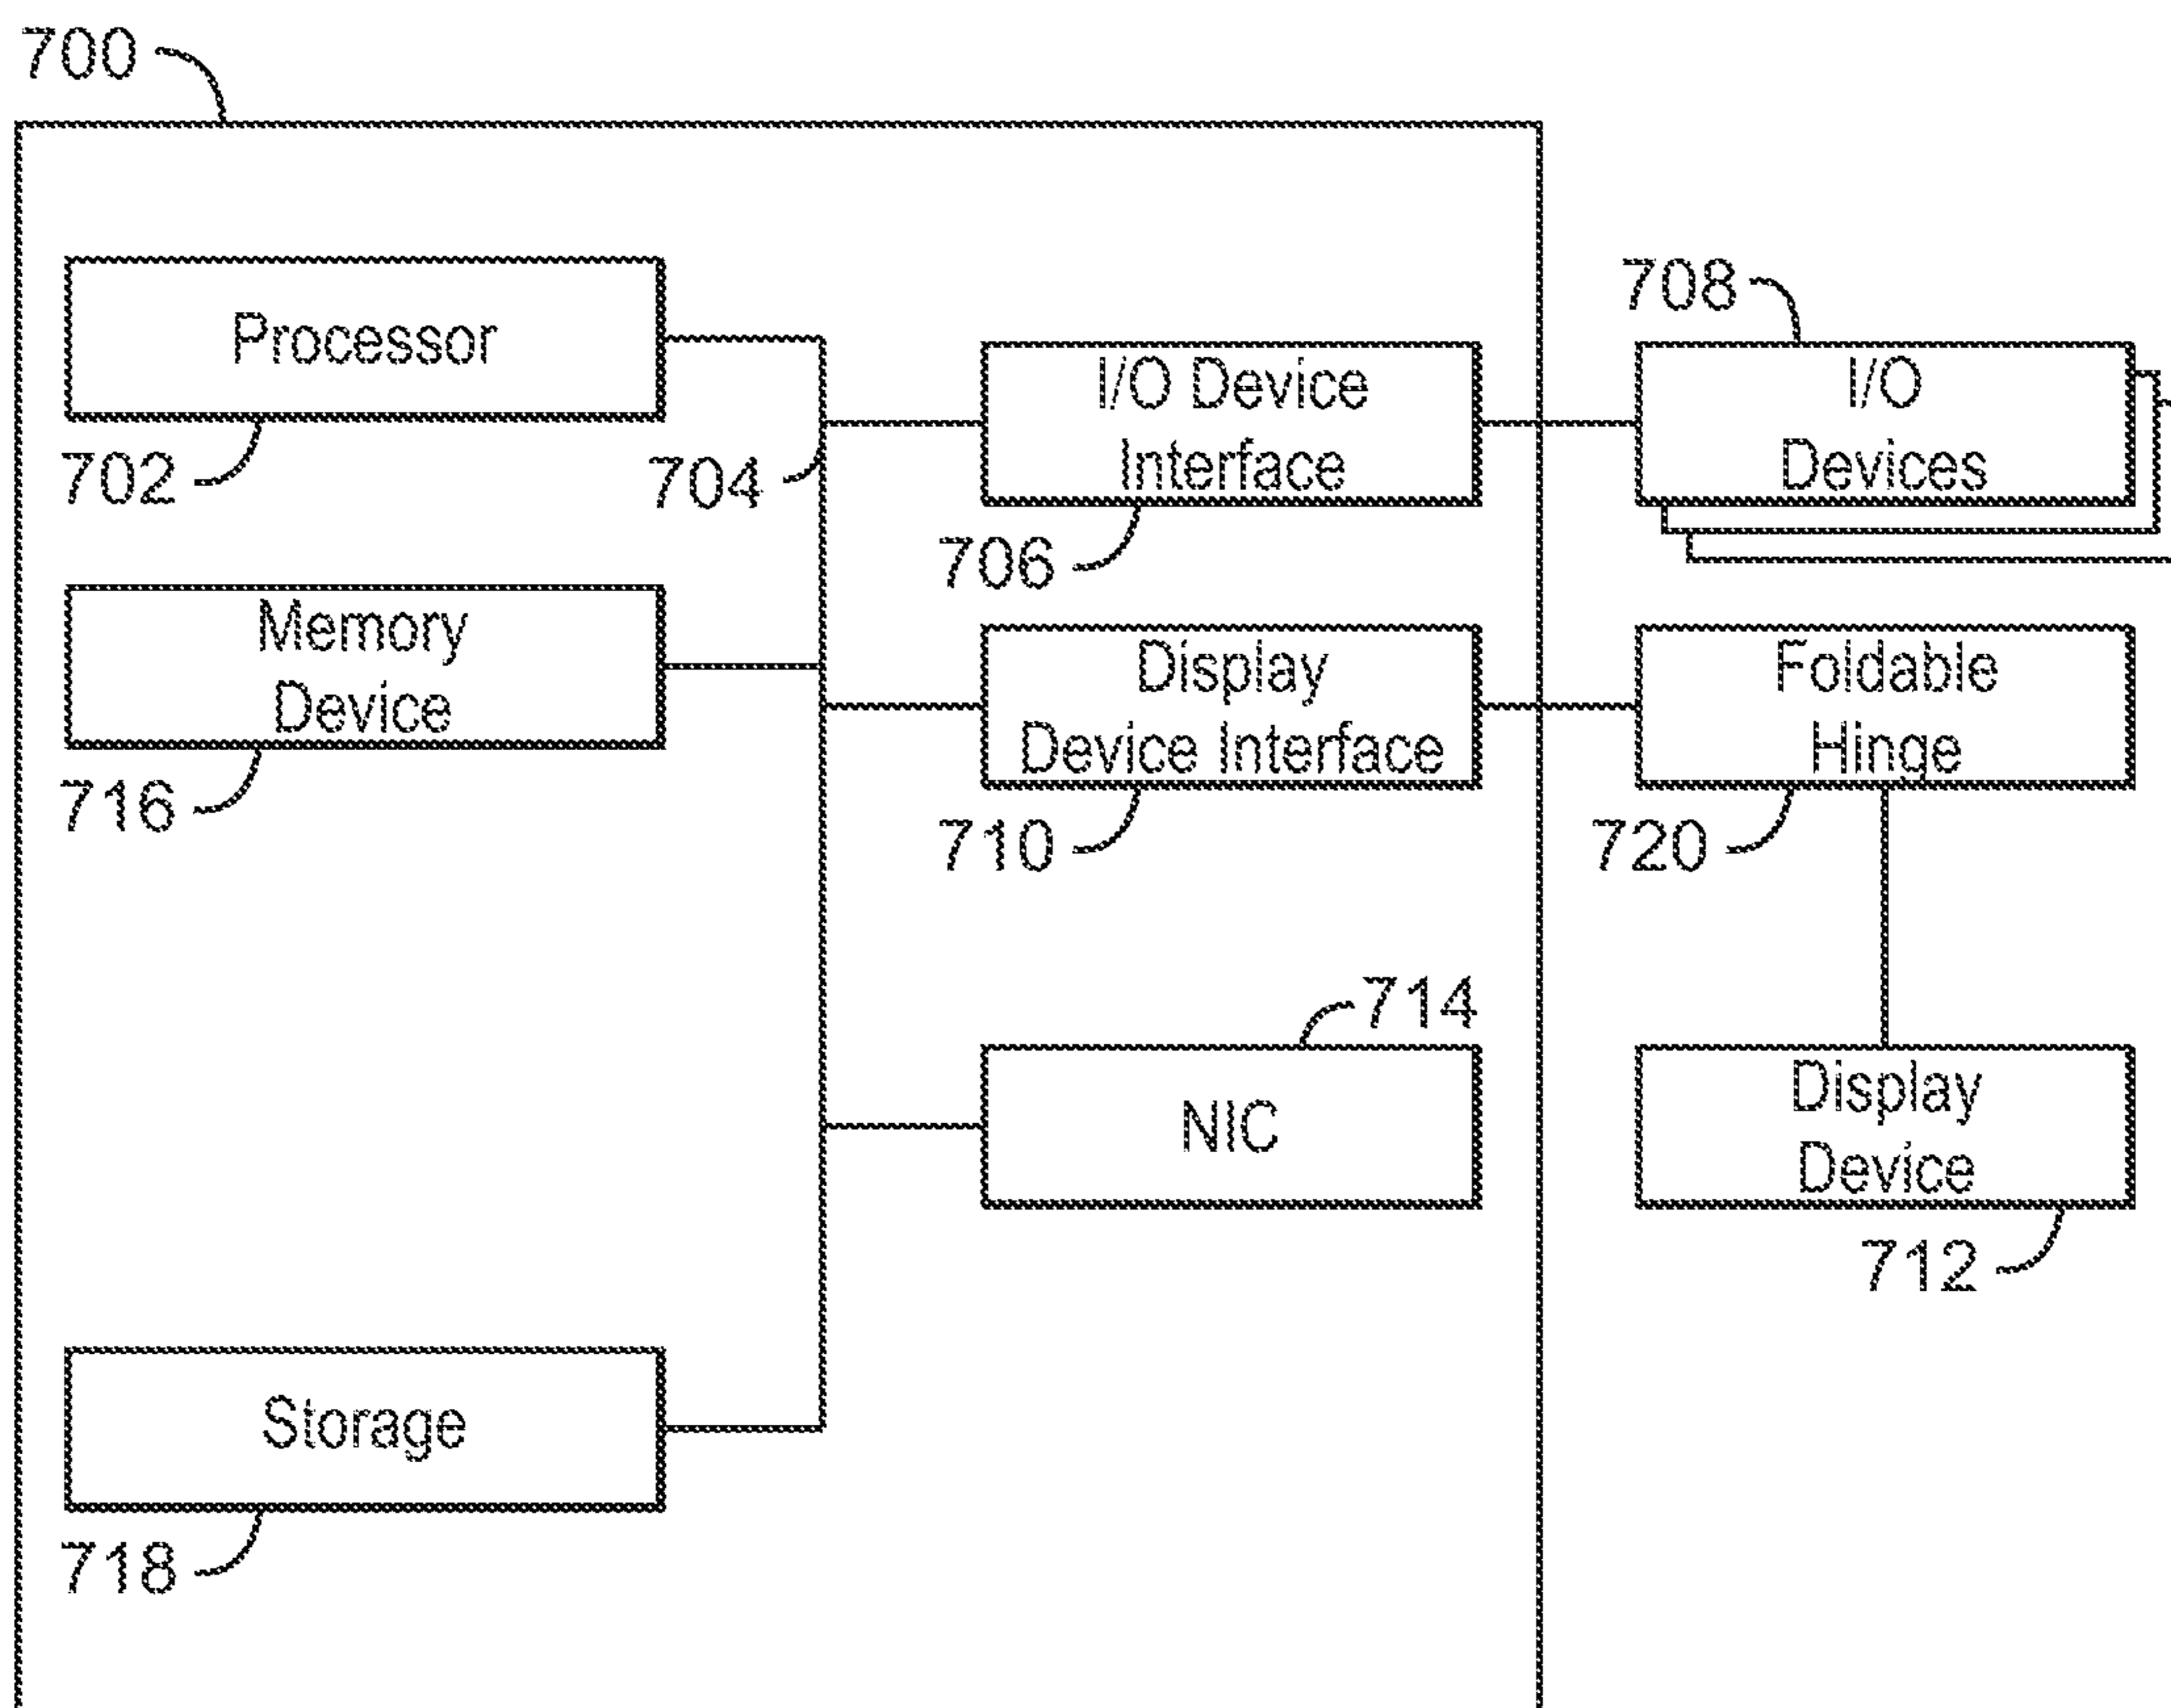 700
Processor
702
704
I/O Device
Interface
706
708
I/O
Devices
Memory
Device
716
Display
Device Interface
710
Foldable
Hinge
720
714
NIC
Display
Device
712
Storage
718